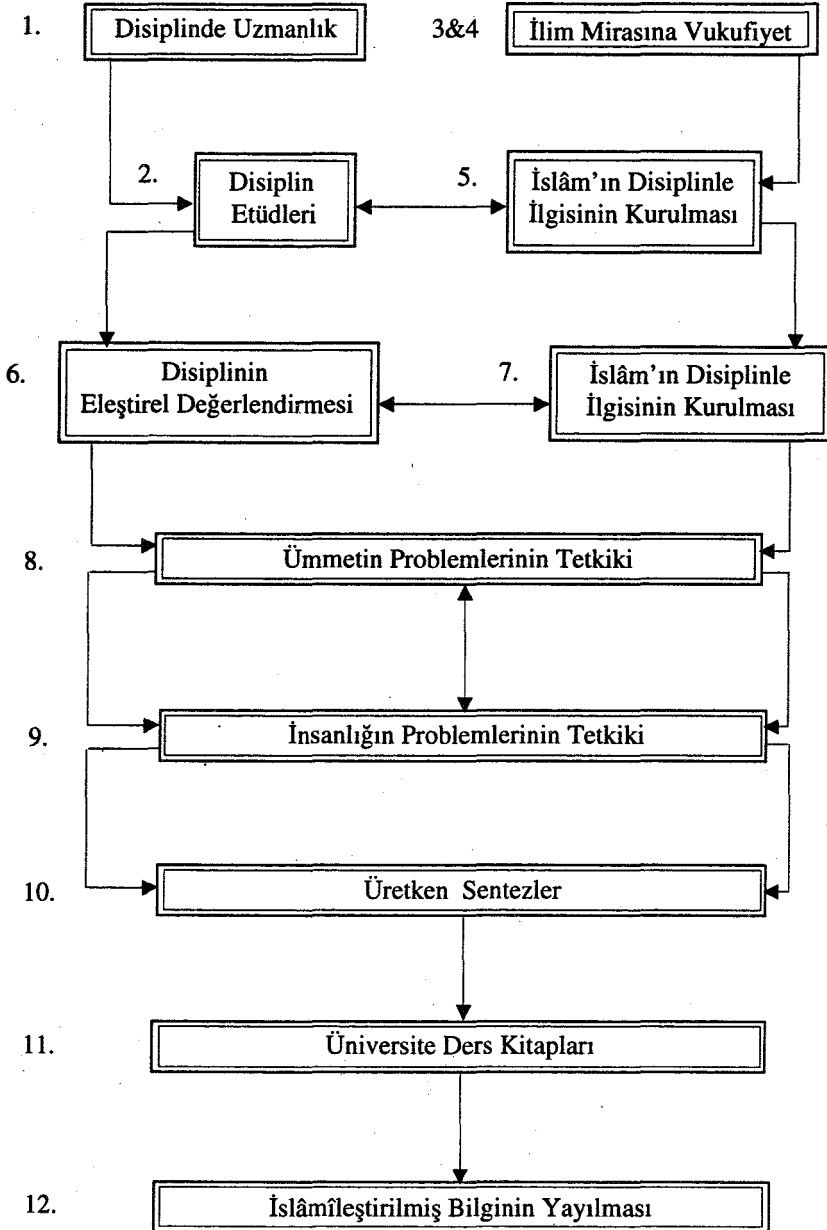 1. Disiplinde Uzmanlık
3&4 İlim Mirasına Vukufiyet
2. Disiplin
Etüdleri
5. İslâm'ın Disiplinle
İlgisinin Kurulması
6. Disiplinin
Eleştirel Değerlendirmesi
7. İslâm'ın Disiplinle
İlgisinin Kurulması
8. Ümmetin Problemlerinin Tetkiki
9. İnsanlığın Problemlerinin Tetkiki
10. Üretken Sentezler
11. Üniversite Ders Kitapları
12. İslâmîleştirilmiş Bilginin Yayılması